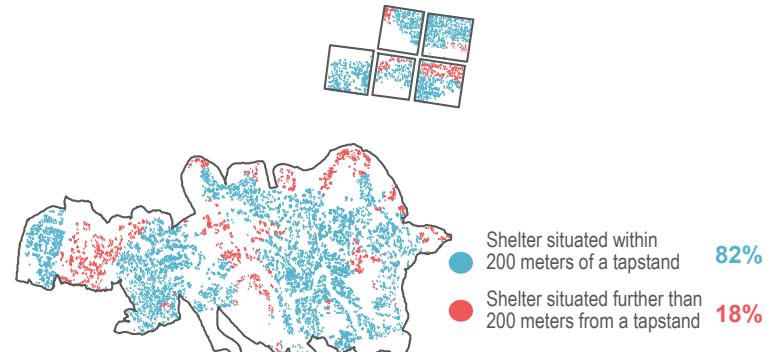 Shelter situated within
200 meters of a tapstand 82%
Shelter situated further than
200 meters from a tapstand 18%